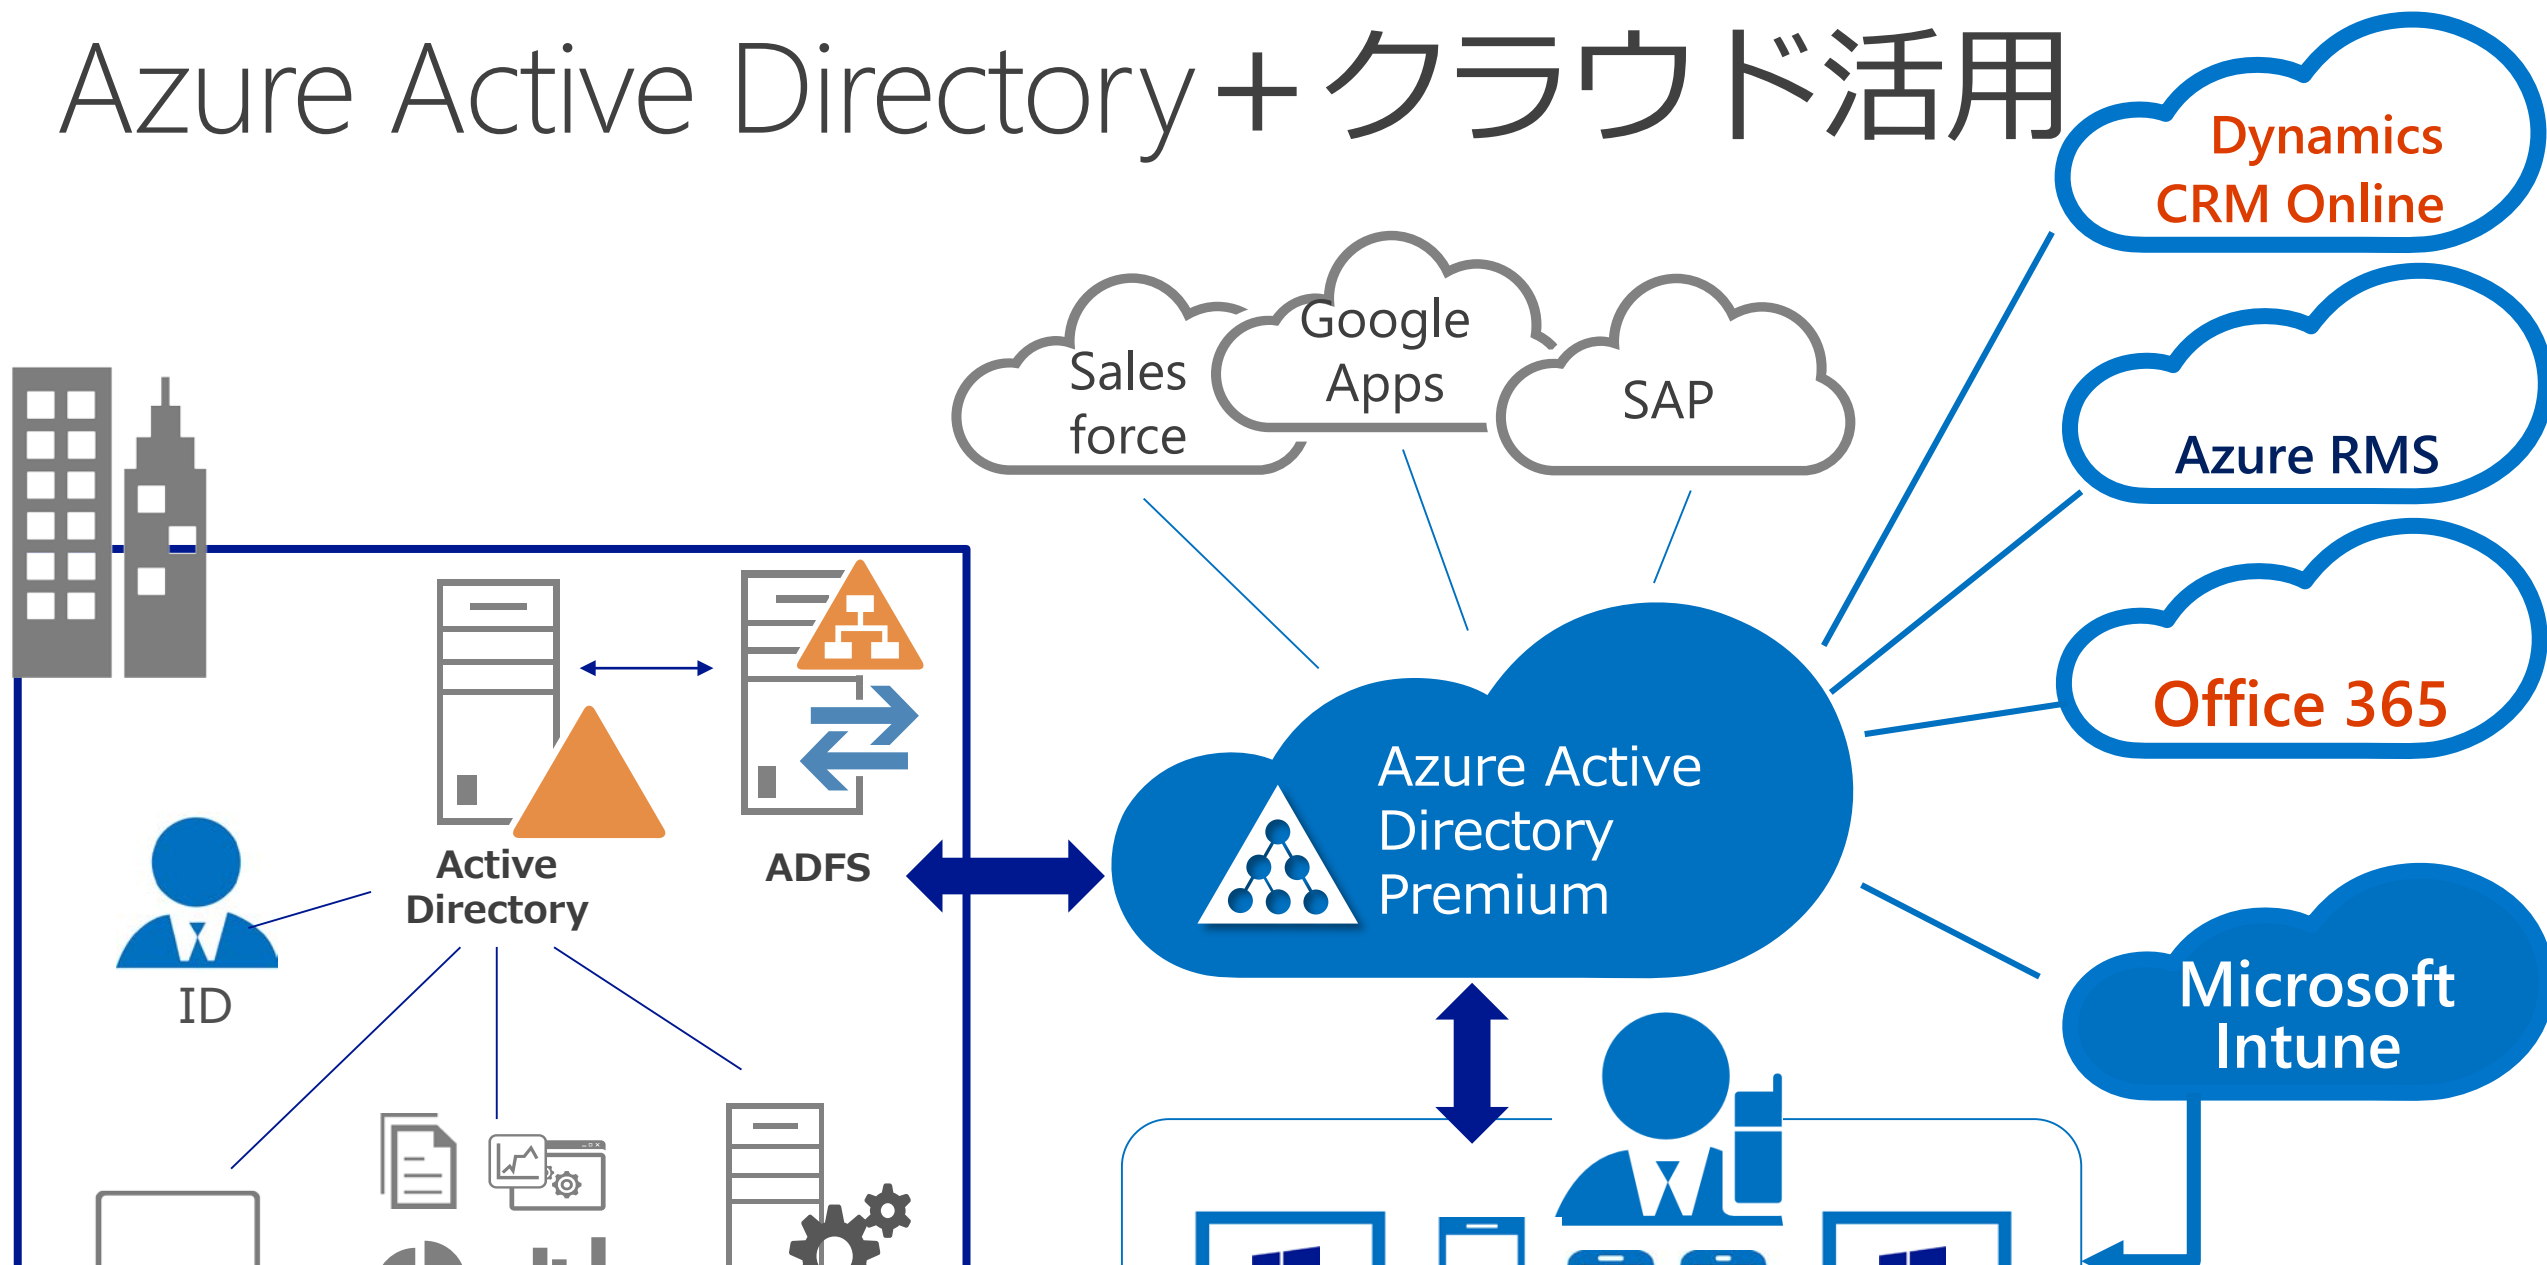 Azure Active Directory+クラウド活用
Dynamics
CRM Online
Google
Apps
Sales
force
SAP
Azure RMS
Office 365
Azure Active
Directory
Premium
Active
Directory
ADFS
ID
Microsoft
Intune